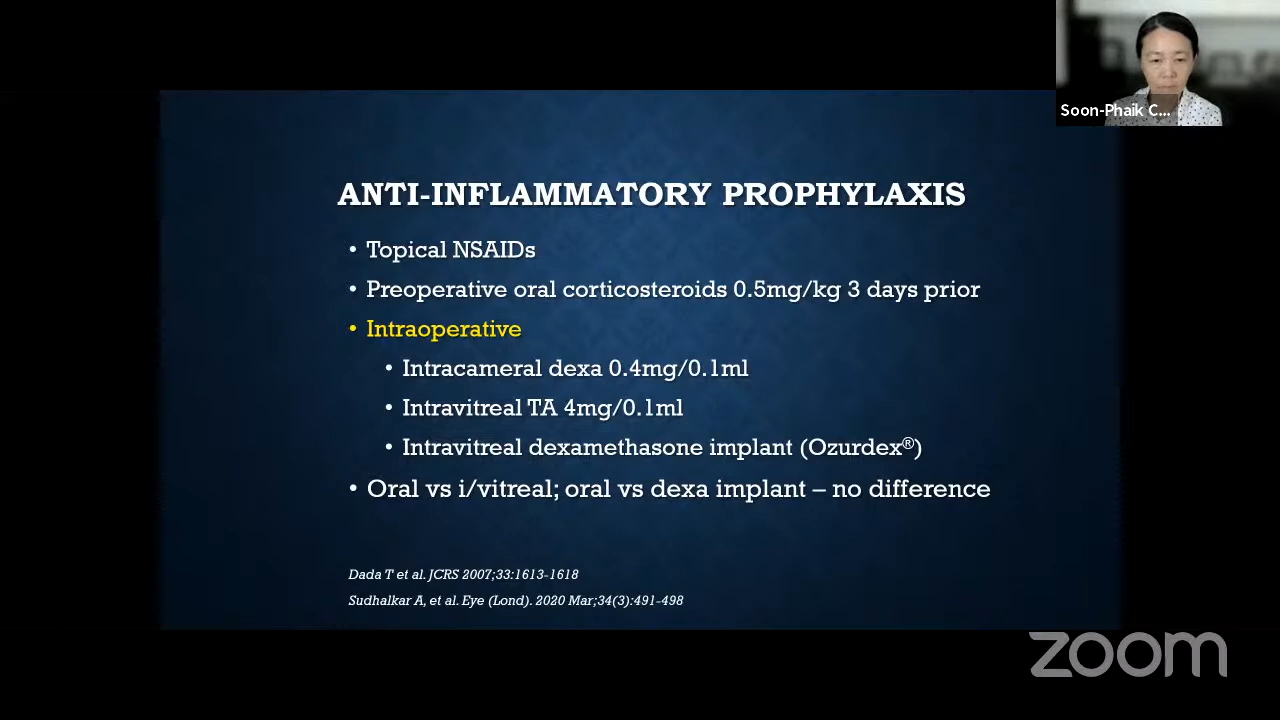 Soon-Phaik C...
ANTI-INFLAMMATORY PROPHYLAXIS
• Topical NSAIDs
• Preoperative oral corticosteroids 0.5mg/kg 3 days prior
• Intraoperative
• Intracameral dexa 0.4mg/0.1ml
• Intravitreal TA 4mg/0.1ml
• Intravitreal dexamethasone implant (Ozurdex®)
• Oral vs i/vitreal; oral vs dexa implant – no difference
Dada T et al. JCRS 2007;33:1613-1618
Sudhalkar A, et al. Eye (Lond). 2020 Mar;34(3):491-498
zoom